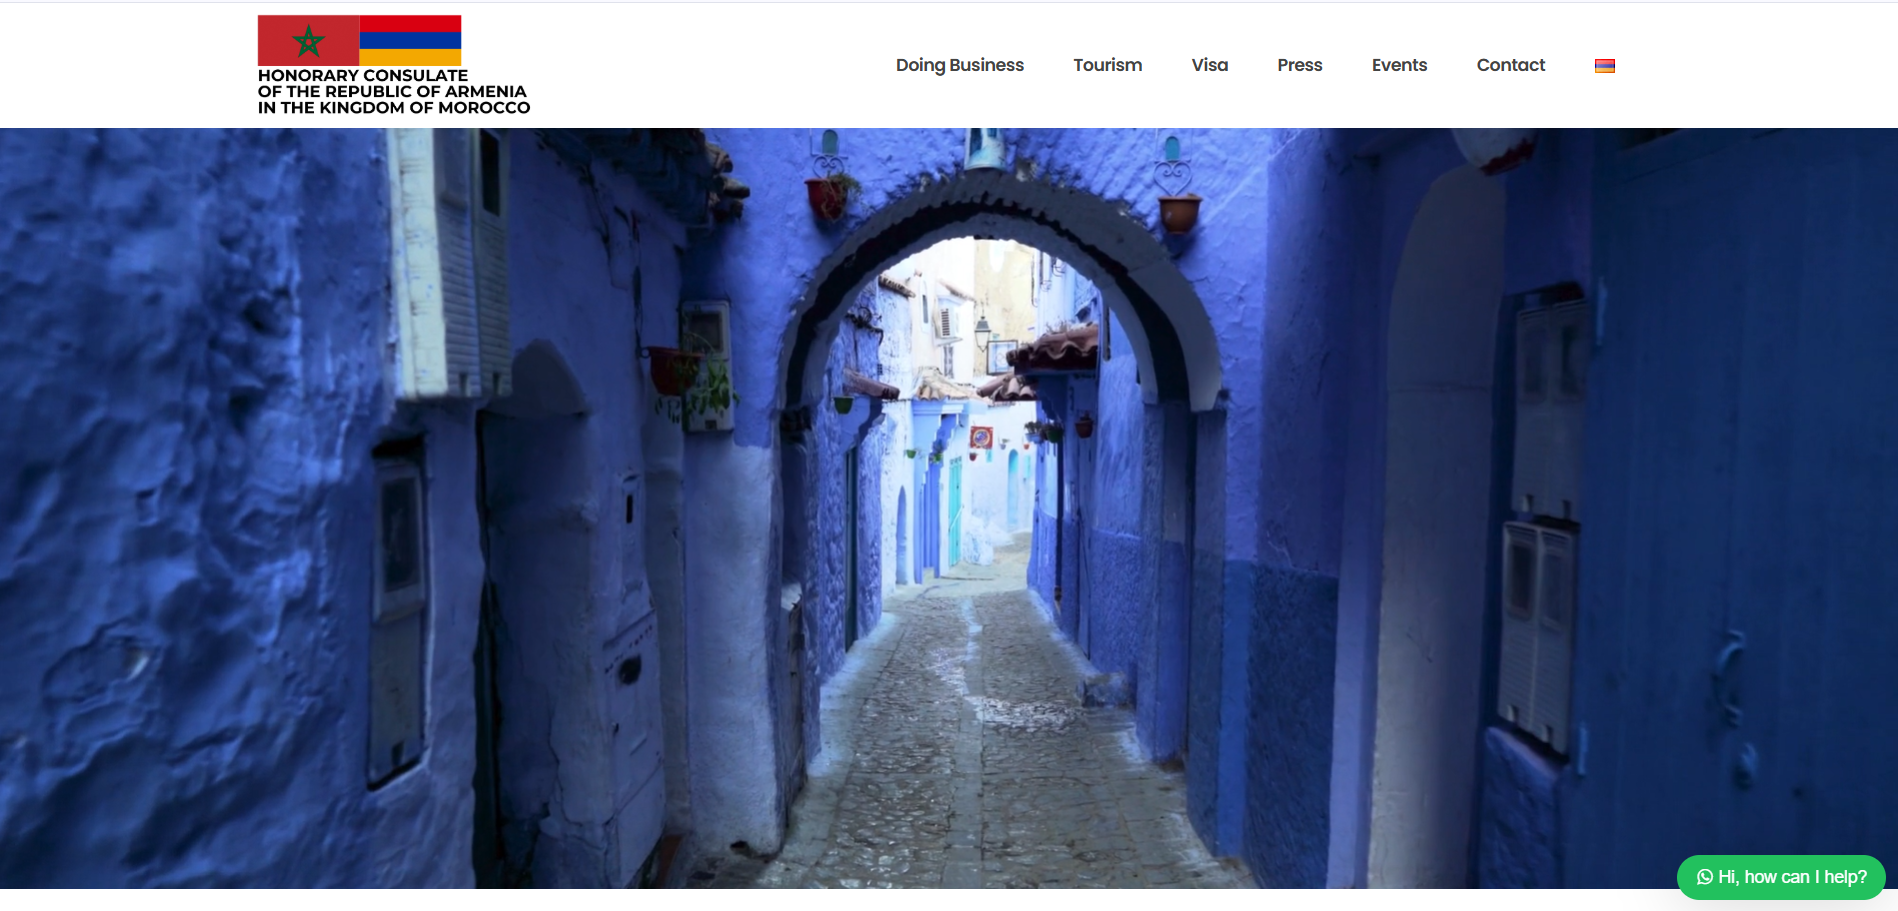 HONORARY CONSULATE
OF THE REPUBLIC OF ARMENIA
IN THE KINGDOM OF MOROCCO
Doing Business
Tourism
Visa
Press
Events
Contact
Hi, how can I help?